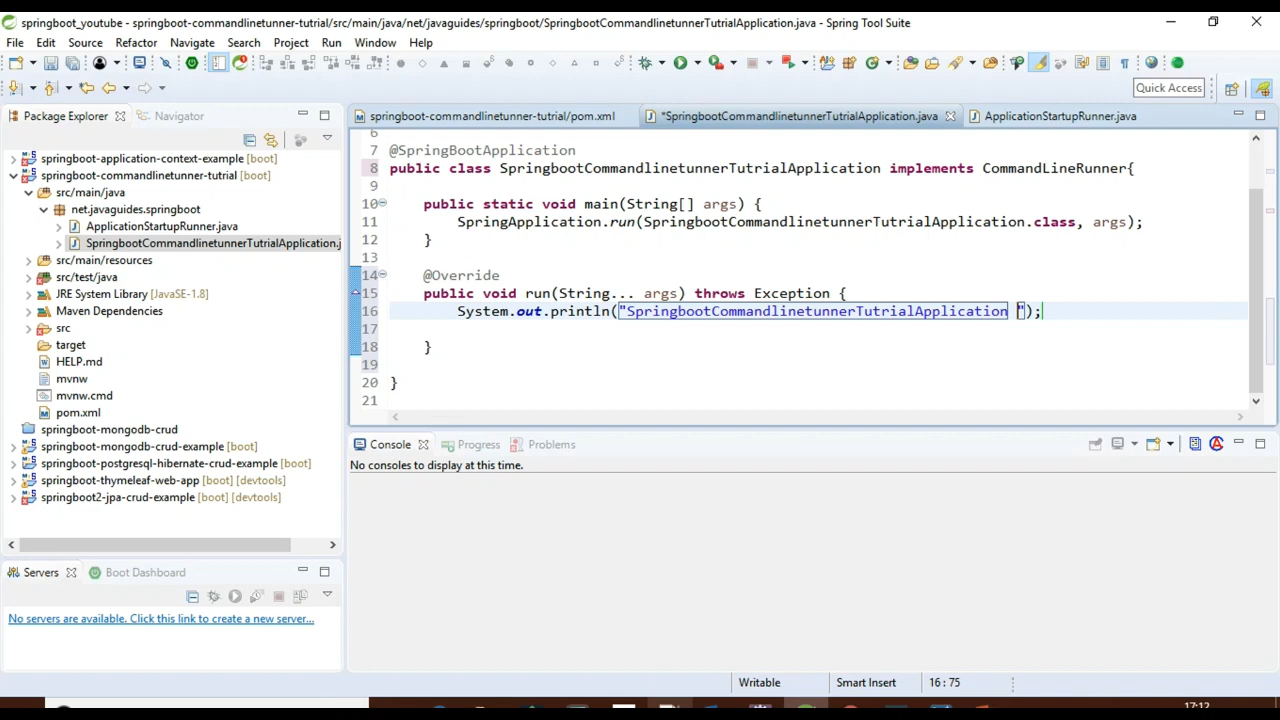 springboot_youtube - springboot-commandlinetunner-tutrial/src/main/java/net/javaguides/springboot/SpringbootCommandlinetunnerTutrialApplication.java - Spring Tool Suite
File Edit Source Refactor Navigate Search Project Run Window Help
Quick Access
Package Explorer Navigator
springboot-application-context-example [boot]
springboot-commandlinetunner-tutrial [boot]
src/main/java
net.javaguides.springboot
ApplicationStartupRunner.java
SpringbootCommandlinetunnerTutrialApplication.j
src/main/resources
src/test/java
JRE System Library [JavaSE-1.8]
Maven Dependencies
src
target
HELP.md
mvnw
mvnw.cmd
pom.xml
springboot-mongodb-crud
springboot-mongodb-crud-example [boot]
springboot-postgresql-hibernate-crud-example [boot]
springboot-thymeleaf-web-app [boot] [devtools]
springboot2-jpa-crud-example [boot] [devtools]
Servers Boot Dashboard
No servers are available. Click this link to create a new server...
springboot-commandlinetunner-tutrial/pom.xml *SpringbootCommandlinetunnerTutrialApplication.java ApplicationStartupRunner.java
6
7 @SpringBootApplication
8 public class SpringbootCommandlinetunnerTutrialApplication implements CommandLineRunner{
9
10 public static void main(String[] args) {
11 SpringApplication.run(SpringbootCommandlinetunnerTutrialApplication.class, args);
12 }
13
14 @Override
15 public void run(String... args) throws Exception {
16 System.out.println("SpringbootCommandlinetunnerTutrialApplication ");
17
18 }
19
20 }
21
Console Progress Problems
No consoles to display at this time.
Writable Smart Insert 16 : 75
17:12